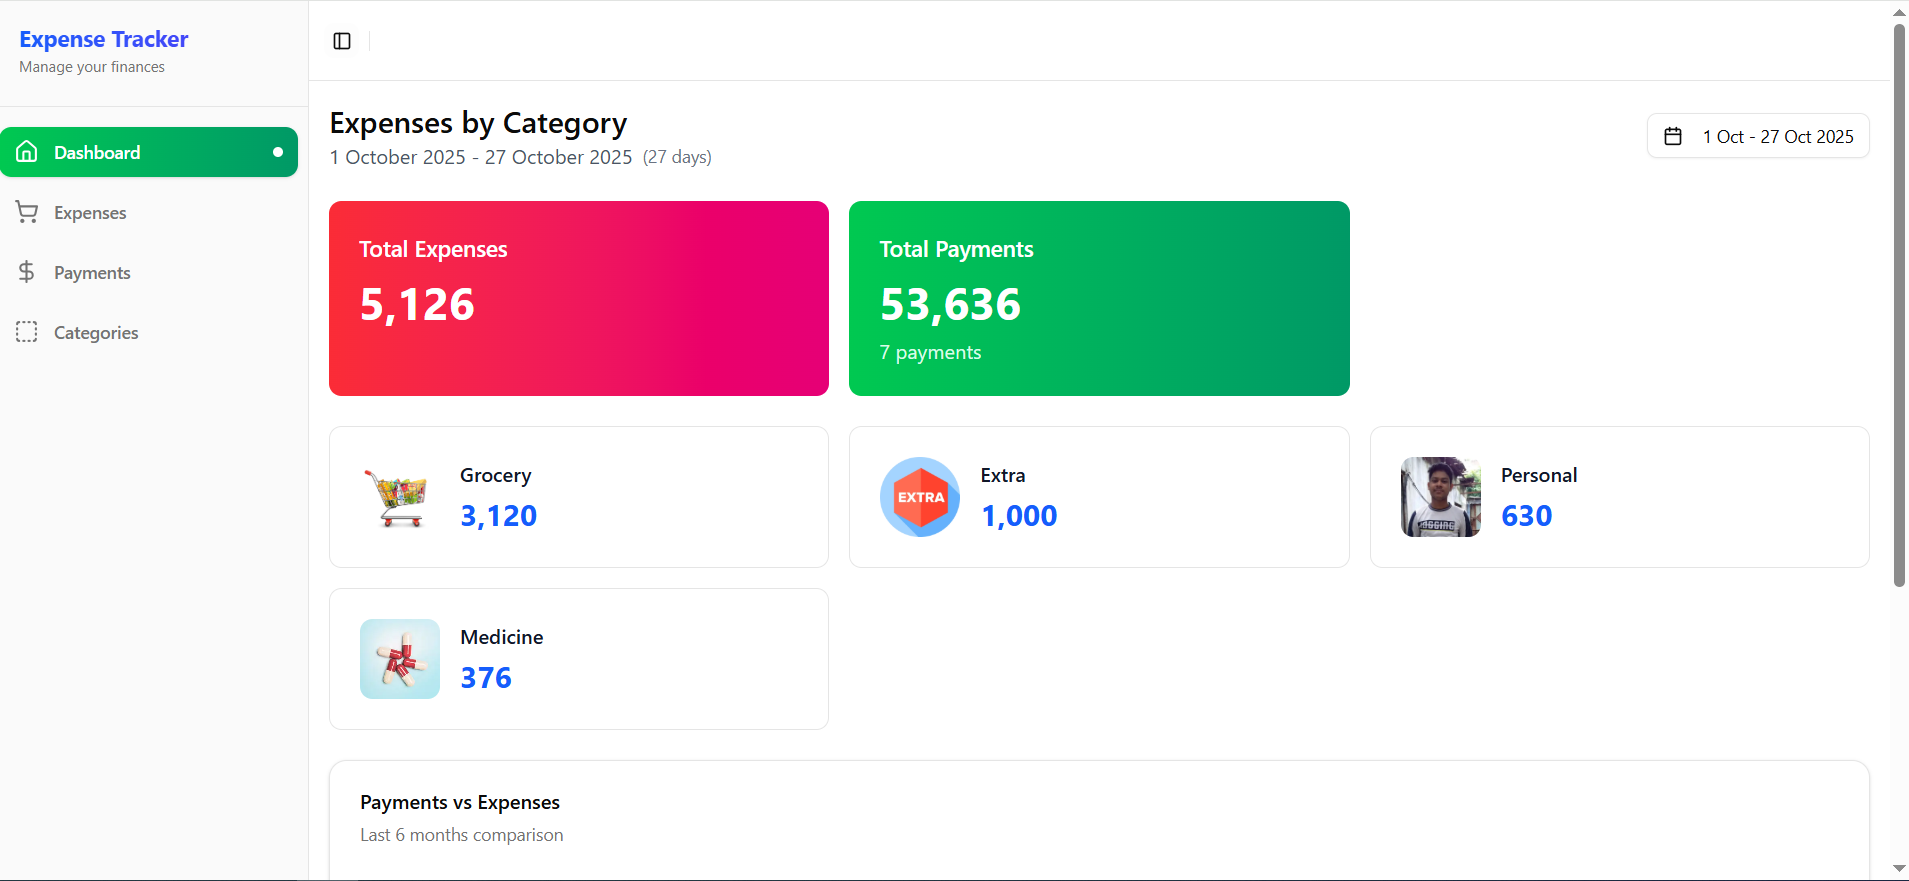 Expense Tracker
Manage your finances
Dashboard
Expenses
Payments
Categories
Expenses by Category
1 October 2025 - 27 October 2025 (27 days)
1 Oct - 27 Oct 2025
Total Expenses
5,126
Total Payments
53,636
7 payments
Grocery
3,120
EXTRA
Extra
1,000
Personal
630
Medicine
376
Payments vs Expenses
Last 6 months comparison